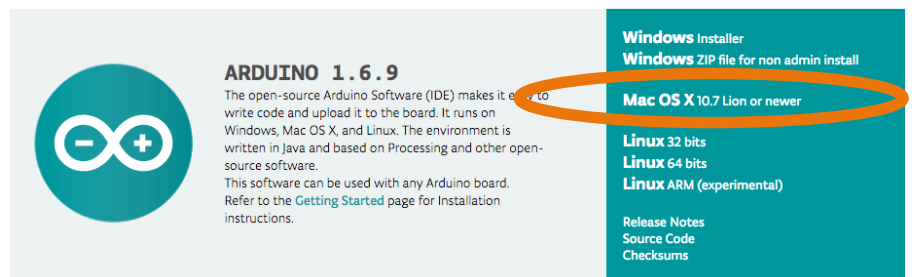 ARDUINO 1.6.9
The open-source Arduino Software (IDE) makes it easy to
write code and upload it to the board. It runs on
Windows, Mac OS X, and Linux. The environment is
written in Java and based on Processing and other open-
source software.
This software can be used with any Arduino board.
Refer to the Getting Started page for Installation
instructions.
Windows Installer
Windows ZIP file for non admin install
Mac OS X 10.7 Lion or newer
Linux 32 bits
Linux 64 bits
Linux ARM (experimental)
Release Notes
Source Code
Checksums